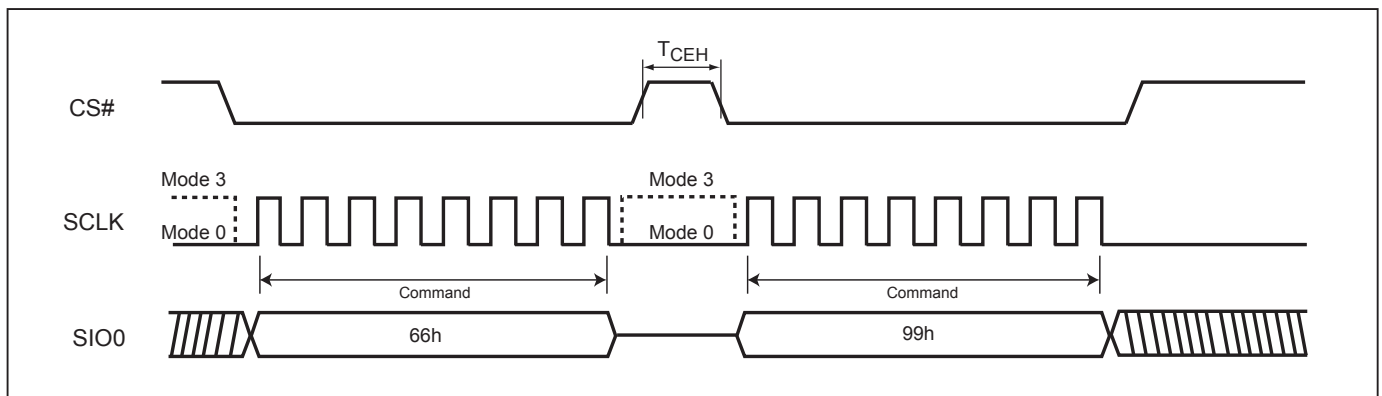 TCEH
CS#
Mode 3 Mode 3
SCLK Mode 0 Mode 0
Command Command
SIO0 66h 99h